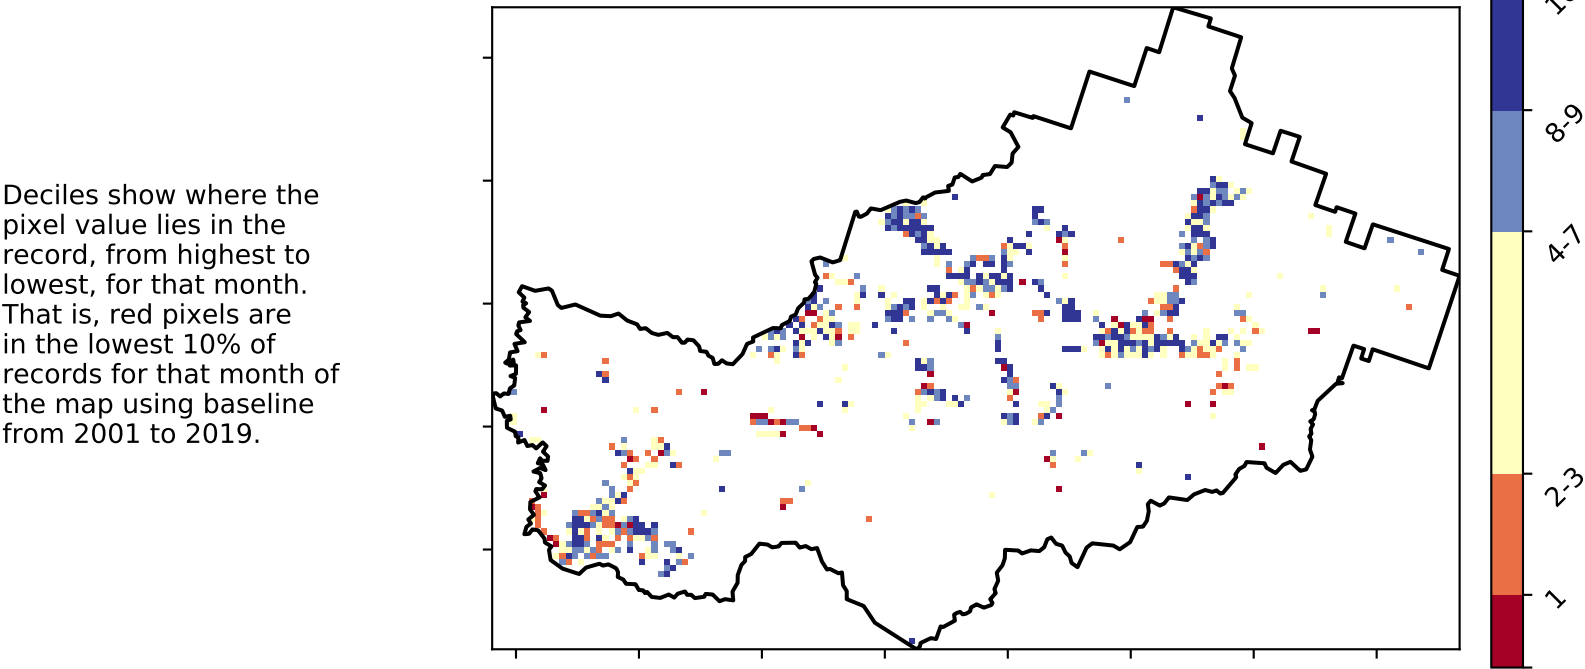 Deciles show where the
pixel value lies in the
record, from highest to
lowest, for that month.
That is, red pixels are
in the lowest 10% of
records for that month of
the map using baseline
from 2001 to 2019.
8-9
4-7
2-3
1